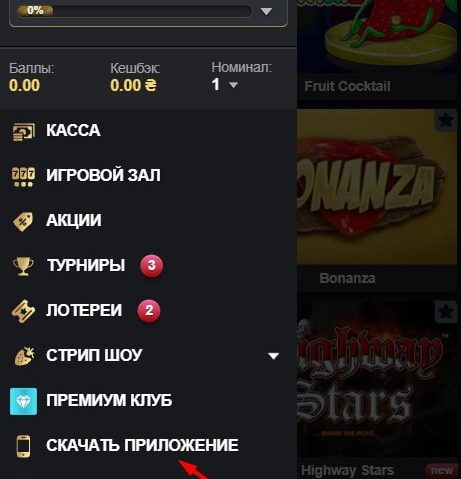 0%
Баллы:
Кешбэк:
Номинал:
0.00
0.00 ₴
1
КАССА
777
ИГРОВОЙ ЗАЛ
%
АКЦИИ
ТУРНИРЫ
3
ЛОТЕРЕИ
2
СТРИП ШОУ
ПРЕМИУМ КЛУБ
СКАЧАТЬ ПРИЛОЖЕНИЕ
Fruit Cocktail
BONANZA
Bonanza
Highway
Stars
...SHARE THE ROAD...
Highway Stars
new